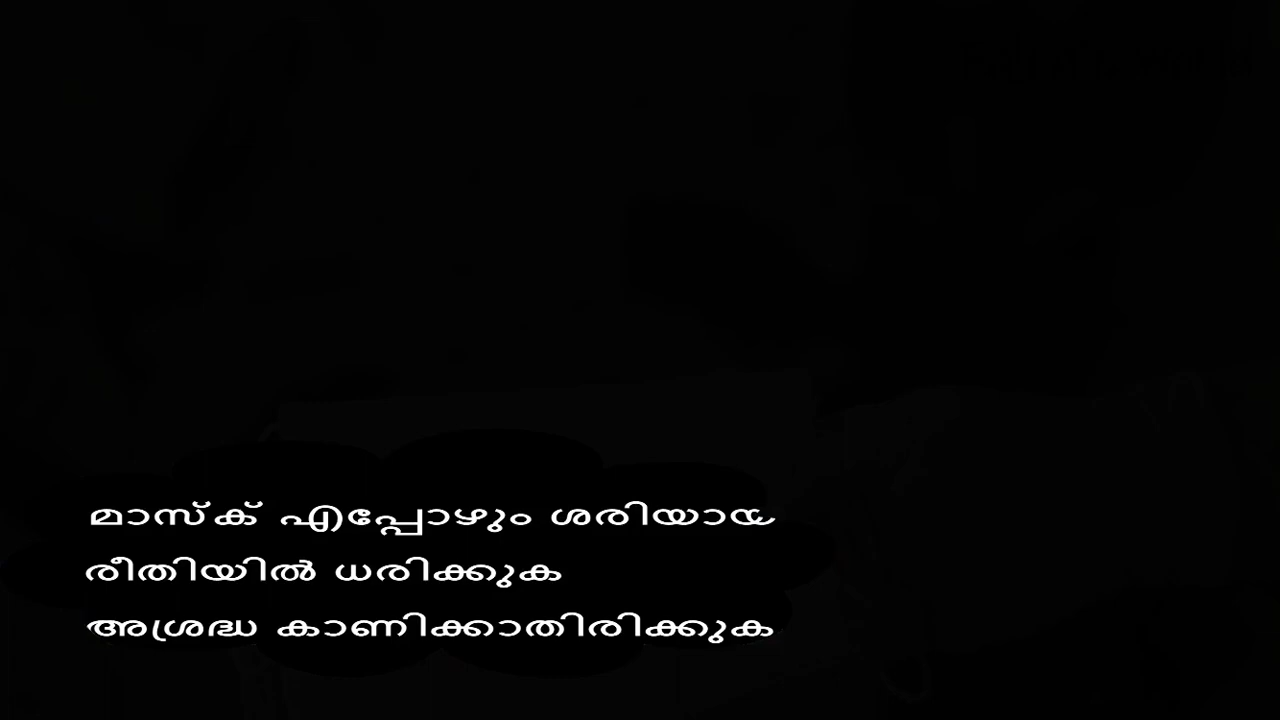 മാസ്ക് എപ്പോഴും ശരിയായ
രീതിയിൽ ധരിക്കുക
അശ്രദ്ധ കാണിക്കാതിരിക്കുക